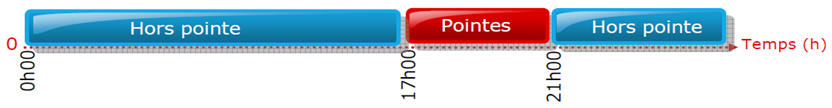 Hors pointe
Pointes
Hors pointe
0
Temps (h)
0h00
17h00
21h00